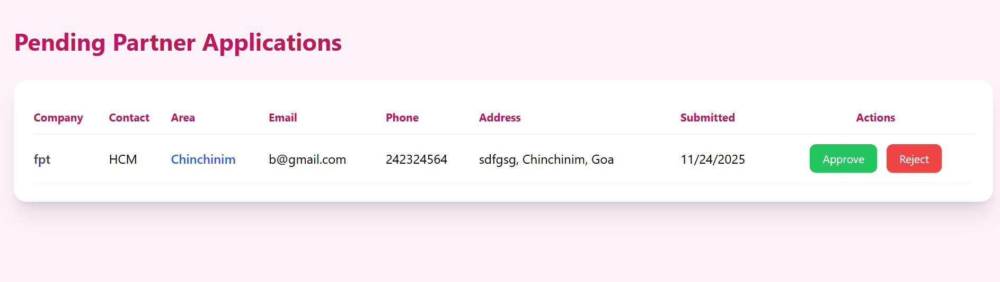 Pending Partner Applications
Company Contact Area Email Phone Address Submitted Actions
fpt HCM Chinchinim b@gmail.com 242324564 sdfgsg, Chinchinim, Goa 11/24/2025 Approve Reject